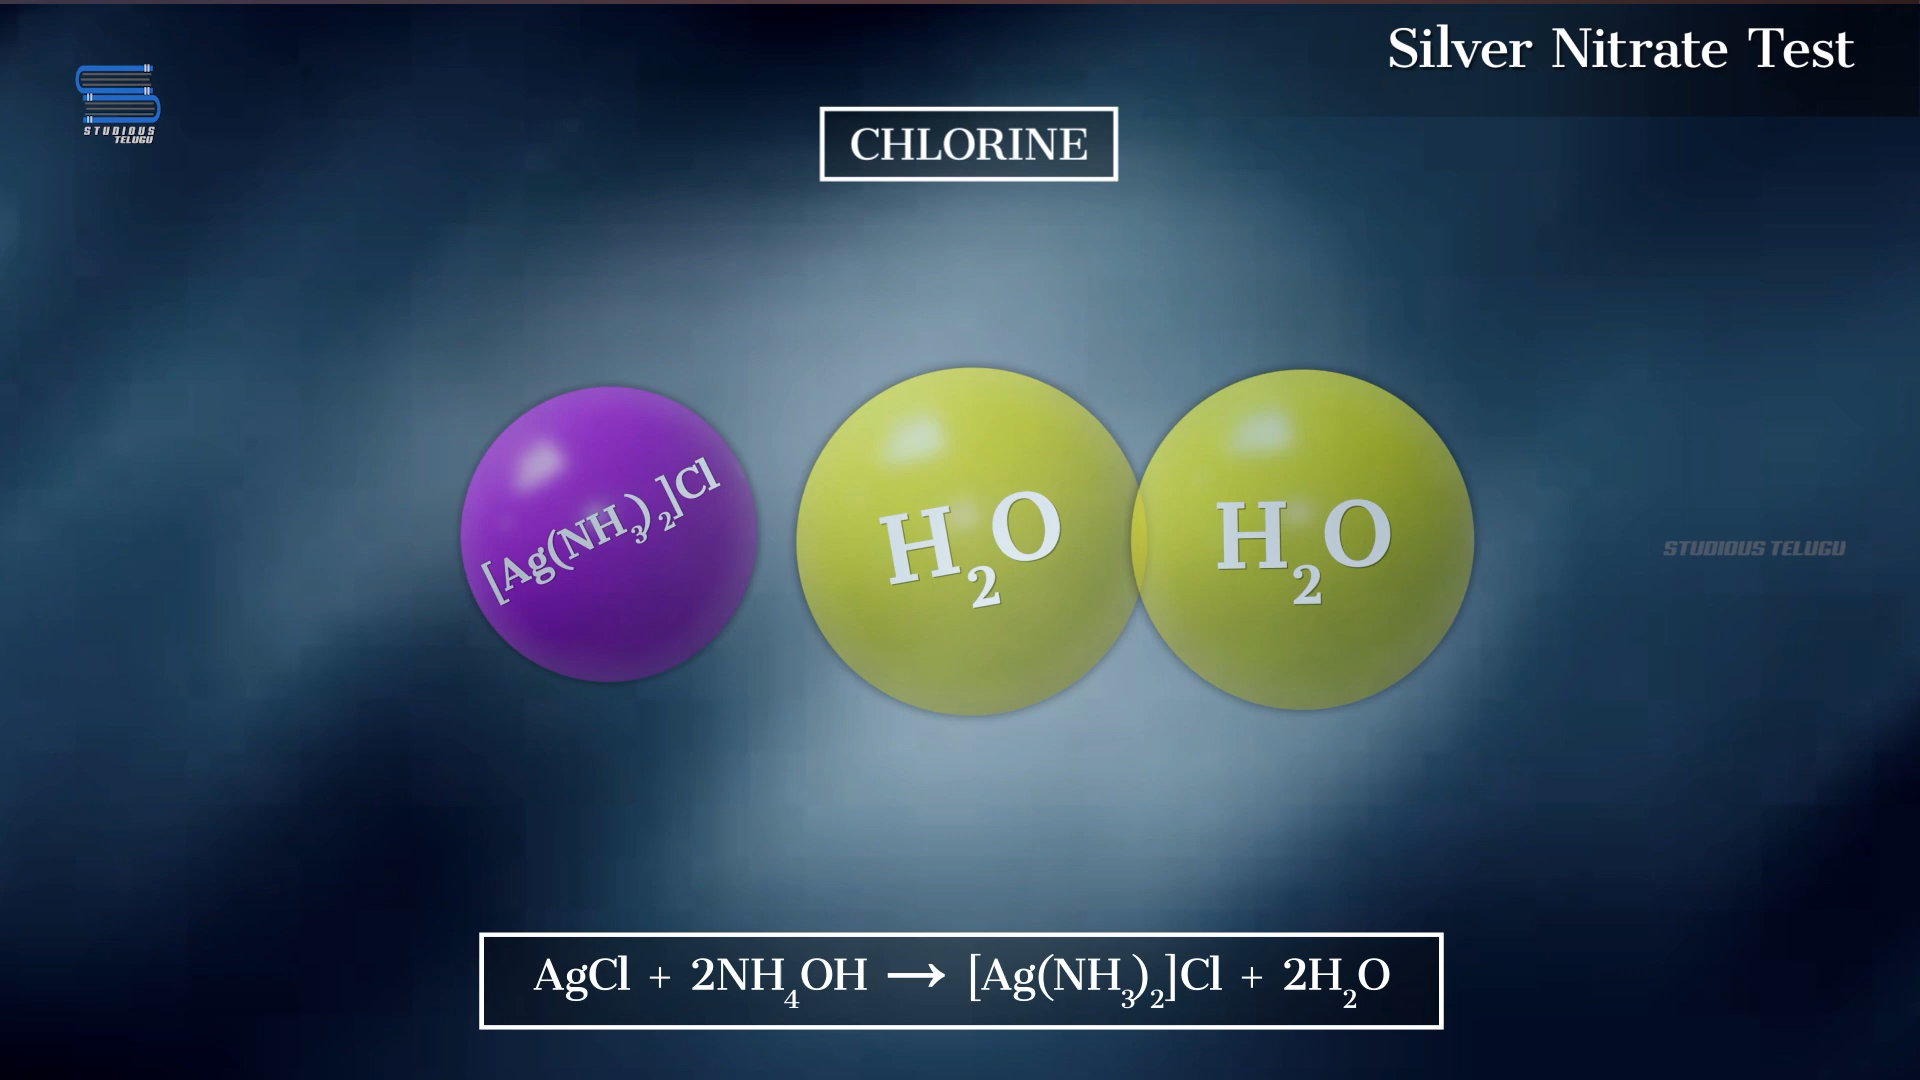 Silver Nitrate Test
STUDIOUS
TELUGU
CHLORINE
[Ag(NH₃)₂]Cl
H₂O
H₂O
STUDIOUS TELUGU
AgCl + 2NH₄OH ⟶ [Ag(NH₃)₂]Cl + 2H₂O